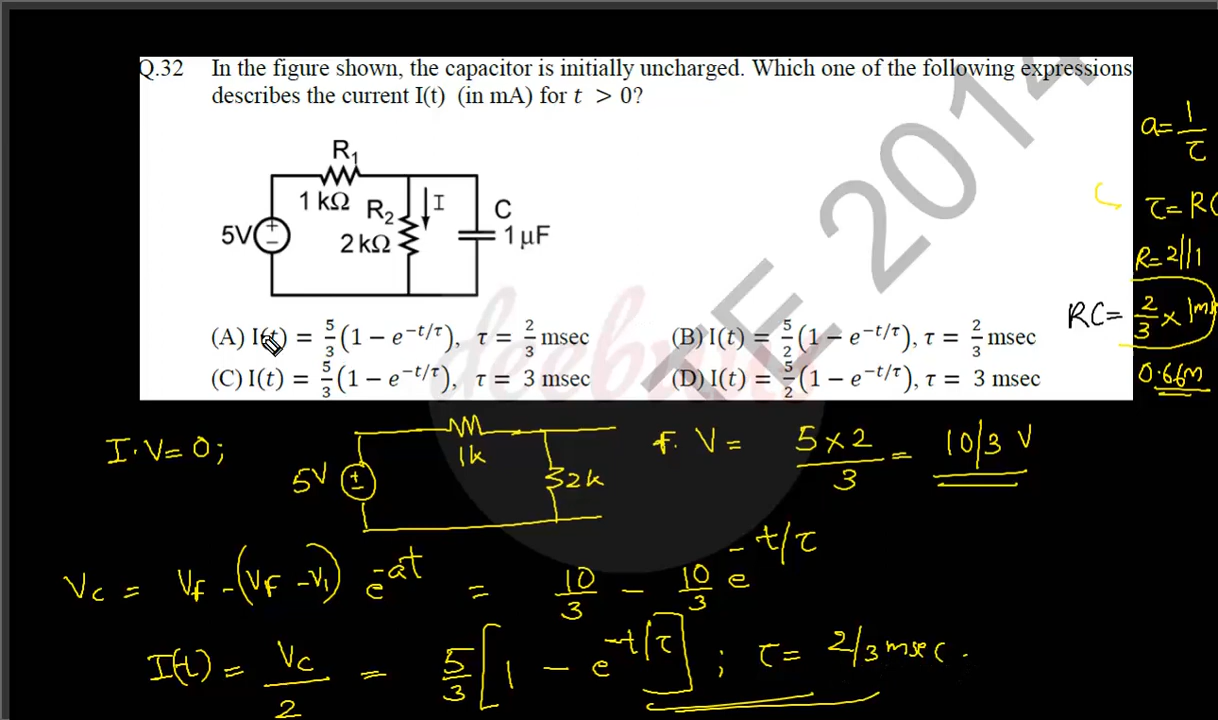 Q.32 In the figure shown, the capacitor is initially uncharged. Which one of the following expressions
describes the current I(t) (in mA) for t > 0?
R1
1 kΩ
R2
2 kΩ
I
C
1 μF
5V
(A) I(t) = 5/3 (1 − e^−t/τ), τ = 2/3 msec
(B) I(t) = 5/2 (1 − e^−t/τ), τ = 2/3 msec
(C) I(t) = 5/3 (1 − e^−t/τ), τ = 3 msec
(D) I(t) = 5/2 (1 − e^−t/τ), τ = 3 msec
TE 2014
a = 1/τ
τ = RC
R = 2||1
RC = 2/3 × 1ms
0.66m
I.V = 0;
5V
1k
2k
f. V = 5×2/3 = 10/3 V
Vc = Vf − (Vf − Vi) e^−at = 10/3 − 10/3 e^−t/τ
I(t) = Vc/2 = 5/3 [1 − e^−t/τ] ; τ = 2/3 msec.